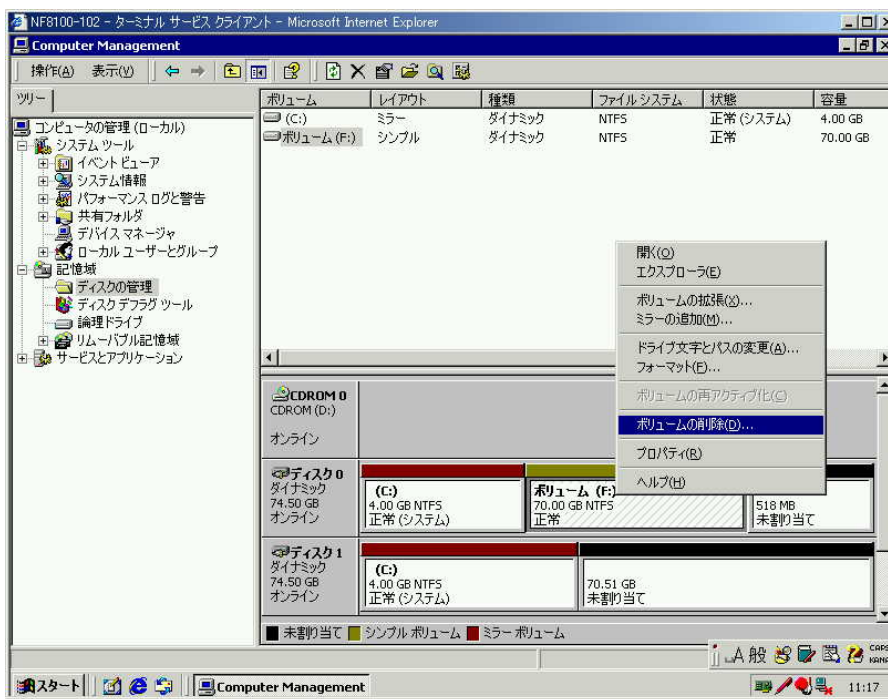 NF8100-102 - ターミナル サービス クライアント - Microsoft Internet Explorer
Computer Management
操作(A) 表示(V)
ツリー
コンピュータの管理 (ローカル)
システム ツール
イベント ビューア
システム情報
パフォーマンス ログと警告
共有フォルダ
デバイス マネージャ
ローカル ユーザーとグループ
記憶域
ディスクの管理
ディスク デフラグ ツール
論理ドライブ
リムーバブル記憶域
サービスとアプリケーション
ボリューム レイアウト 種類 ファイル システム 状態 容量
(C:) ミラー ダイナミック NTFS 正常 (システム) 4.00 GB
ボリューム (F:) シンプル ダイナミック NTFS 正常 70.00 GB
開く(O)
エクスプローラ(E)
ボリュームの拡張(X)...
ミラーの追加(M)...
ドライブ文字とパスの変更(A)...
フォーマット(F)...
ボリュームの再アクティブ化(C)
ボリュームの削除(D)...
プロパティ(R)
ヘルプ(H)
CDROM 0
CDROM (D:)
オンライン
ディスク 0
ダイナミック
74.50 GB
オンライン
(C:)
4.00 GB NTFS
正常 (システム)
ボリューム (F:)
70.00 GB NTFS
正常
518 MB
未割り当て
ディスク 1
ダイナミック
74.50 GB
オンライン
(C:)
4.00 GB NTFS
正常 (システム)
70.51 GB
未割り当て
未割り当て シンプル ボリューム ミラー ボリューム
A 般 CAPS
KANA
スタート Computer Management 11:17